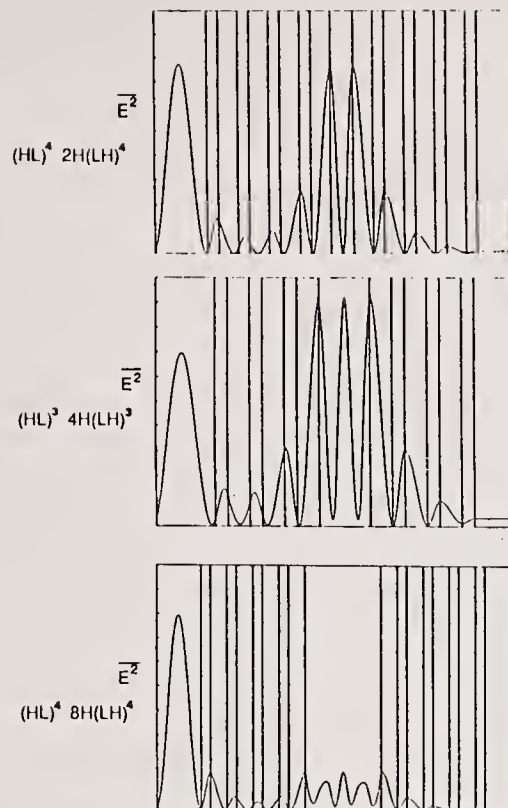 E²
(HL)⁴ 2H(LH)⁴
E²
(HL)³ 4H(LH)³
E²
(HL)⁴ 8H(LH)⁴